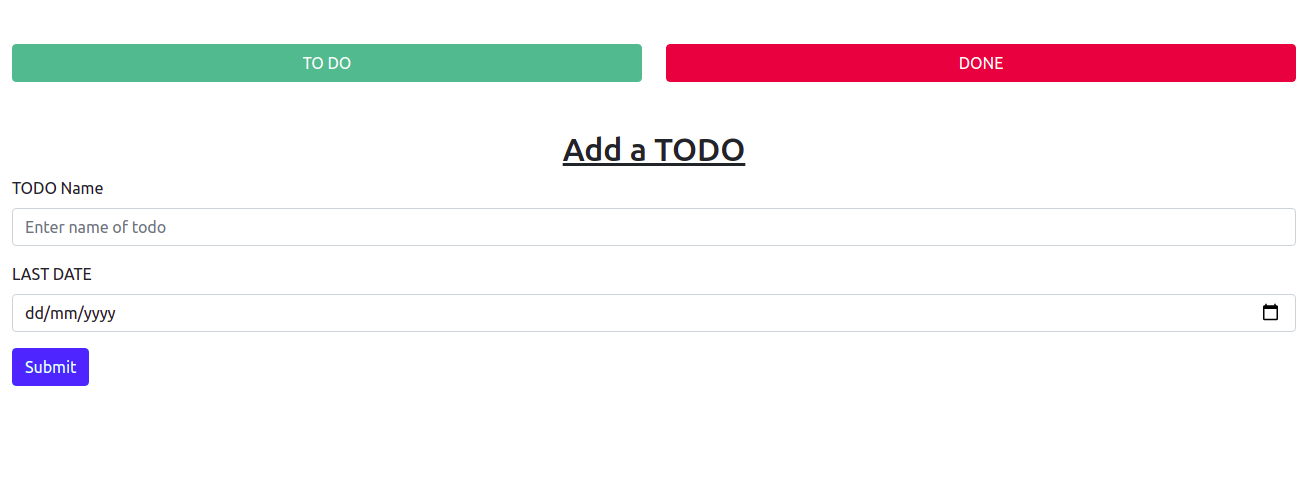 TO DO
DONE
Add a TODO
TODO Name
Enter name of todo
LAST DATE
dd/mm/yyyy
Submit